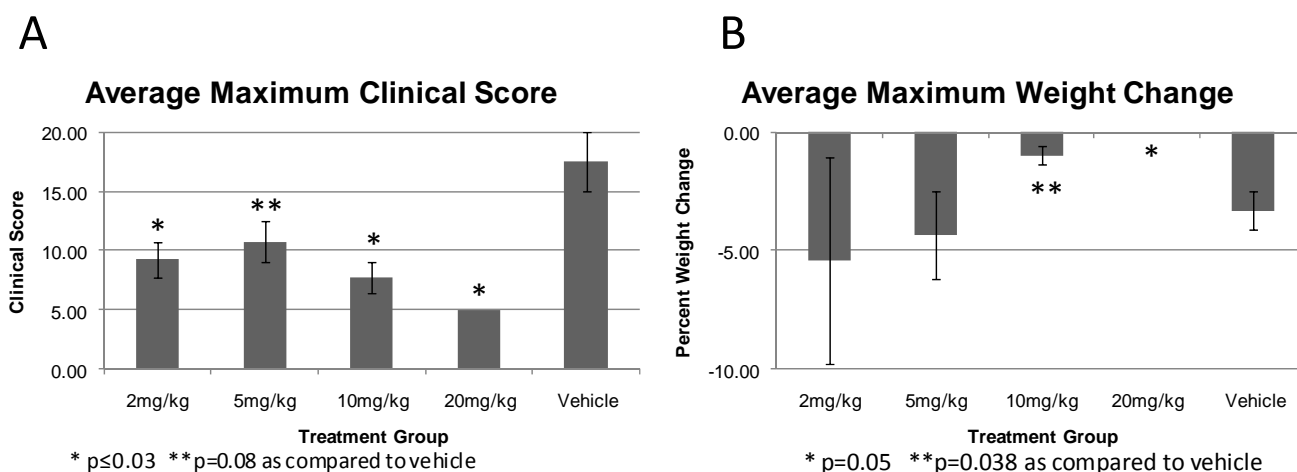 A
Average Maximum Clinical Score
20.00
15.00
10.00
5.00
0.00
Clinical Score
*
**
*
*
2mg/kg 5mg/kg 10mg/kg 20mg/kg Vehicle
Treatment Group
* p≤0.03 **p=0.08 as compared to vehicle
B
Average Maximum Weight Change
0.00
-5.00
-10.00
Percent Weight Change
**
*
2mg/kg 5mg/kg 10mg/kg 20mg/kg Vehicle
Treatment Group
* p=0.05 **p=0.038 as compared to vehicle